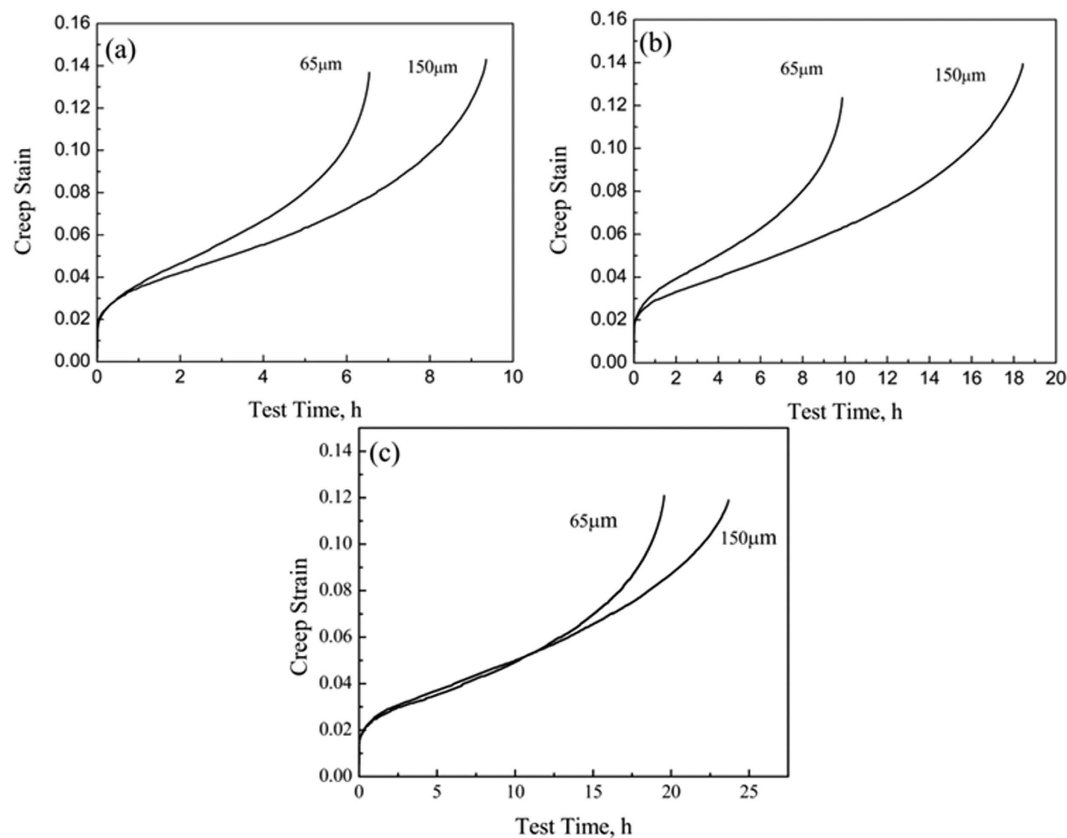 (a)
65μm
150μm
0.16
0.14
0.12
0.10
0.08
0.06
0.04
0.02
0.00
Creep Stain
0 2 4 6 8 10
Test Time, h
(b)
65μm
150μm
0.16
0.14
0.12
0.10
0.08
0.06
0.04
0.02
0.00
Creep Stain
0 2 4 6 8 10 12 14 16 18 20
Test Time, h
(c)
65μm
150μm
0.14
0.12
0.10
0.08
0.06
0.04
0.02
0.00
Creep Strain
0 5 10 15 20 25
Test Time, h